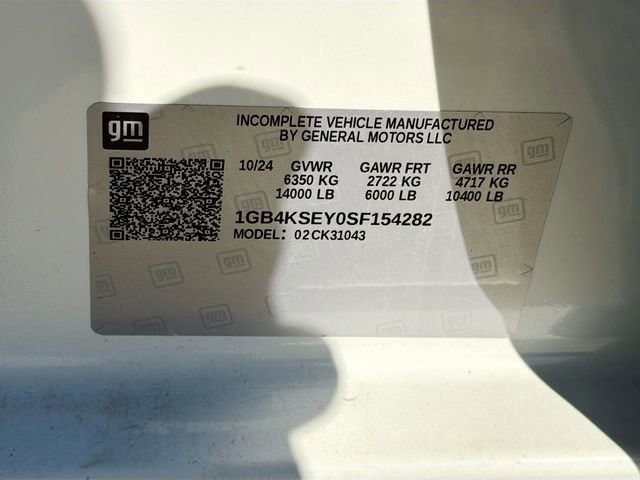 gm
INCOMPLETE VEHICLE MANUFACTURED
BY GENERAL MOTORS LLC
10/24 GVWR GAWR FRT GAWR RR
6350 KG 2722 KG 4717 KG
14000 LB 6000 LB 10400 LB
1GB4KSEY0SF154282
MODEL: 02CK31043